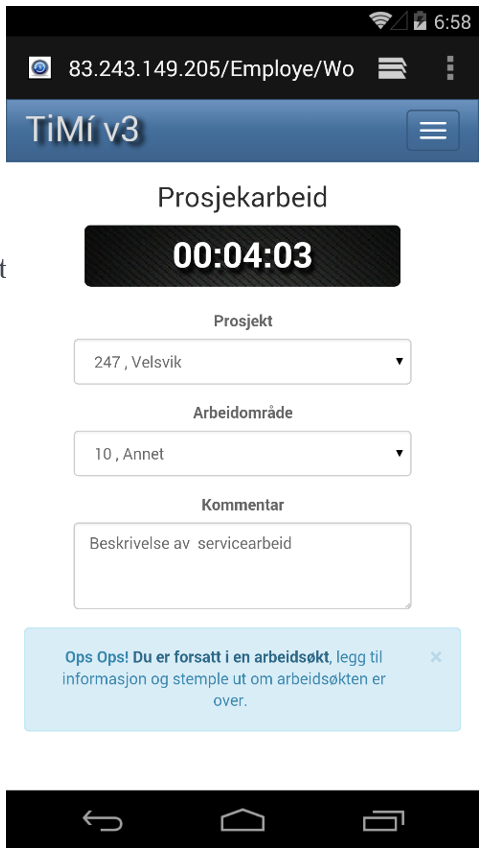 6:58
83.243.149.205/Employe/Wo
TiMí v3
Prosjekarbeid
t
00:04:03
Prosjekt
247 , Velsvik
Arbeidområde
10 , Annet
Kommentar
Beskrivelse av servicearbeid
Ops Ops! Du er forsatt i en arbeidsøkt, legg til
informasjon og stemple ut om arbeidsøkten er
over.
×